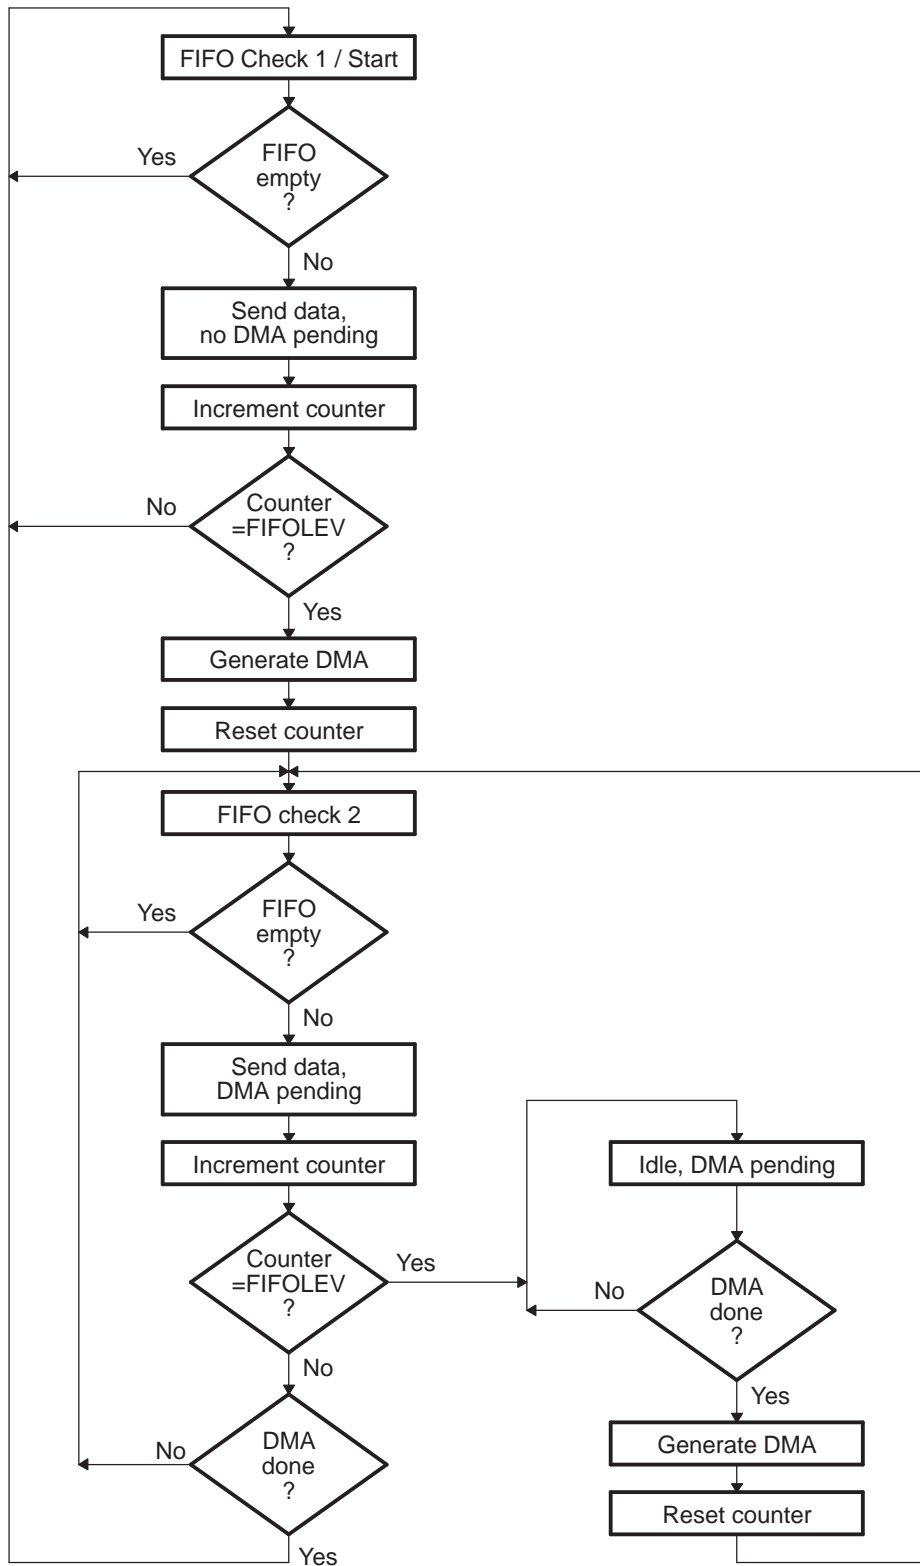 FIFO Check 1 / Start
FIFO
empty
?
Yes
No
Send data,
no DMA pending
Increment counter
Counter
=FIFOLEV
?
No
Yes
Generate DMA
Reset counter
FIFO check 2
FIFO
empty
?
Yes
No
Send data,
DMA pending
Increment counter
Counter
=FIFOLEV
?
Yes
No
DMA
done
?
No
Yes
Idle, DMA pending
DMA
done
?
No
Yes
Generate DMA
Reset counter